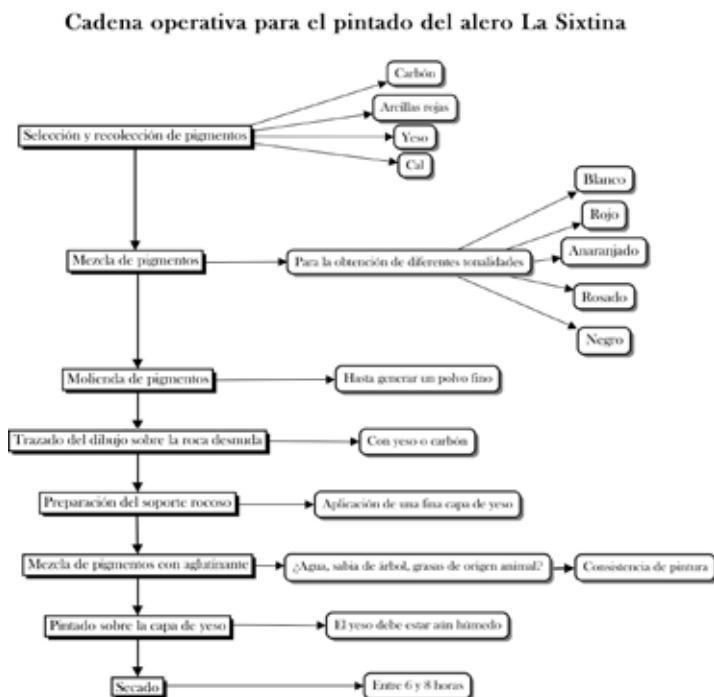 Cadena operativa para el pintado del alero La Sixtina
Carbón
Arcillas rojas
Selección y recolección de pigmentos
Yeso
Cal
Blanco
Rojo
Mezcla de pigmentos
Para la obtención de diferentes tonalidades
Anaranjado
Rosado
Negro
Molienda de pigmentos
Hasta generar un polvo fino
Trazado del dibujo sobre la roca desnuda
Con yeso o carbón
Preparación del soporte rocoso
Aplicación de una fina capa de yeso
Mezcla de pigmentos con aglutinante
¿Agua, sabia de árbol, grasas de origen animal?
Consistencia de pintura
Pintado sobre la capa de yeso
El yeso debe estar aún húmedo
Secado
Entre 6 y 8 horas